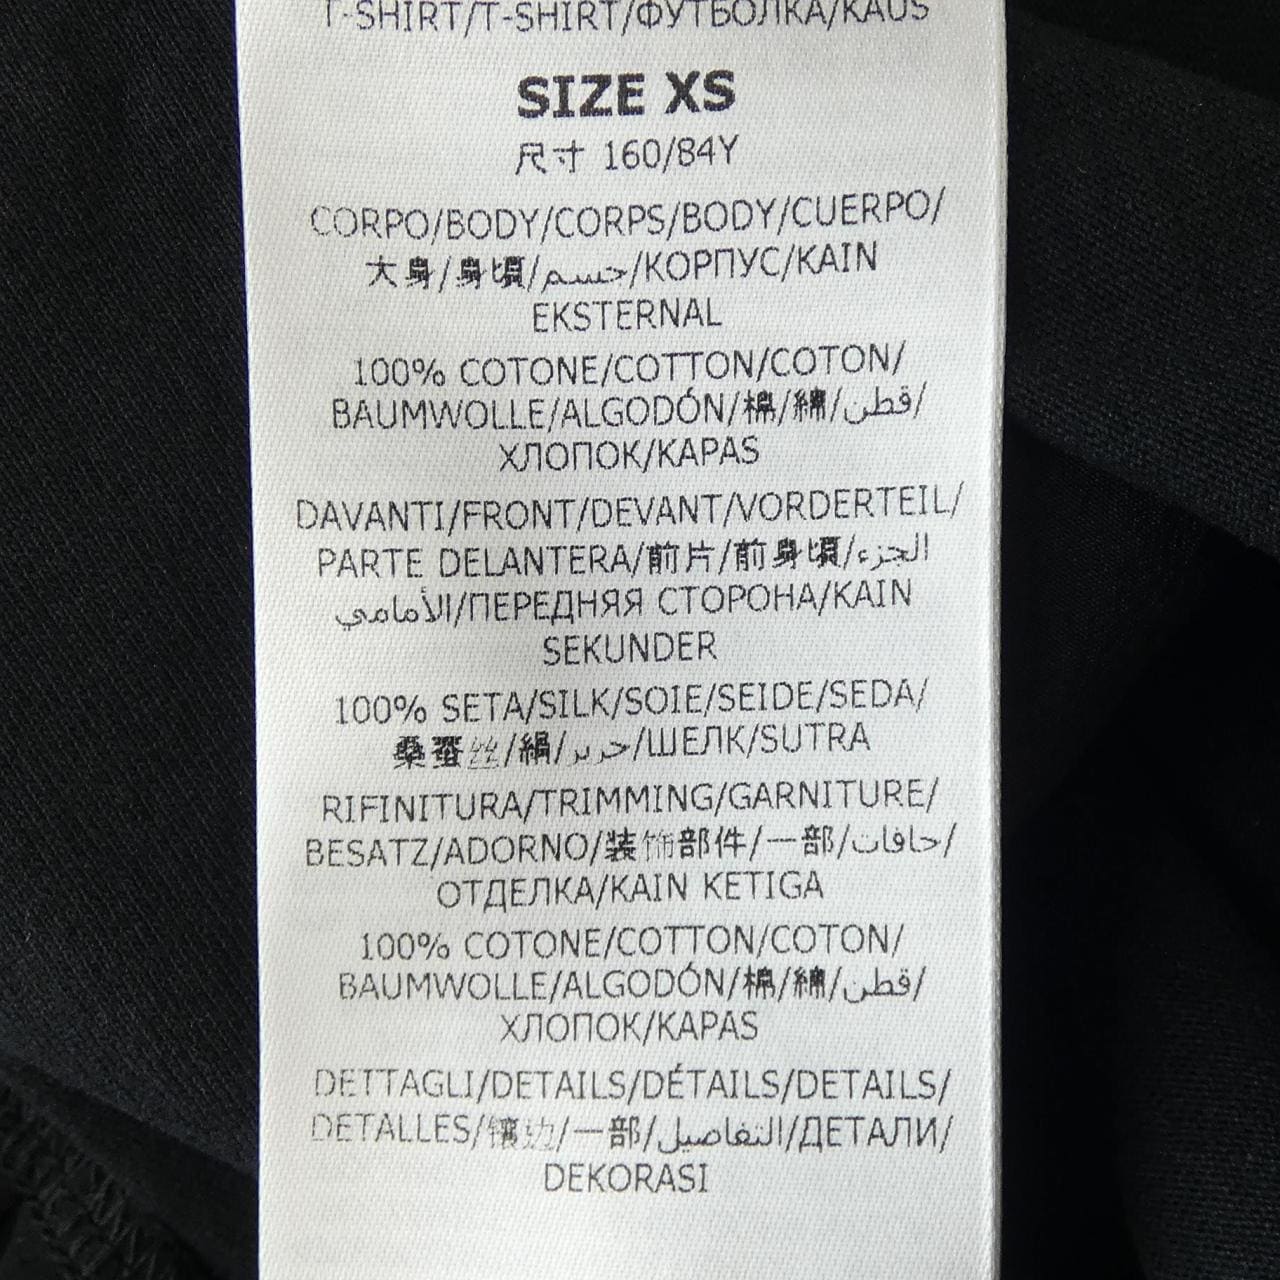 T-SHIRT/T-SHIRT/ФУТБОЛКА/KAUS
SIZE XS
尺寸 160/84Y
CORPO/BODY/CORPS/BODY/CUERPO/
大身/身頃/جسم/КОРПУС/KAIN
EKSTERNAL
100% COTONE/COTTON/COTON/
BAUMWOLLE/ALGODÓN/棉/綿/قطن/
ХЛОПОК/KAPAS
DAVANTI/FRONT/DEVANT/VORDERTEIL/
PARTE DELANTERA/前片/前身頃/الجزء
الأمامي/ПЕРЕДНЯЯ СТОРОНА/KAIN
SEKUNDER
100% SETA/SILK/SOIE/SEIDE/SEDA/
桑蚕丝/絹/حرير/ШЕЛК/SUTRA
RIFINITURA/TRIMMING/GARNITURE/
BESATZ/ADORNO/装饰部件/一部/حافات/
ОТДЕЛКА/KAIN KETIGA
100% COTONE/COTTON/COTON/
BAUMWOLLE/ALGODÓN/棉/綿/قطن/
ХЛОПОК/KAPAS
DETTAGLI/DETAILS/DÉTAILS/DETAILS/
DETALLES/镶边/一部/التفاصيل/ДЕТАЛИ/
DEKORASI